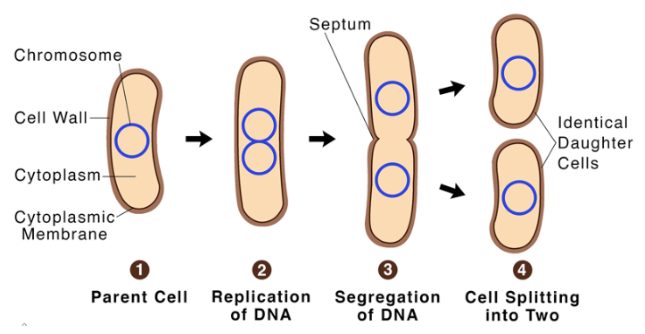 Chromosome
Cell Wall
Cytoplasm
Cytoplasmic
Membrane
Septum
Identical
Daughter
Cells
1
Parent Cell
2
Replication
of DNA
3
Segregation
of DNA
4
Cell Splitting
into Two